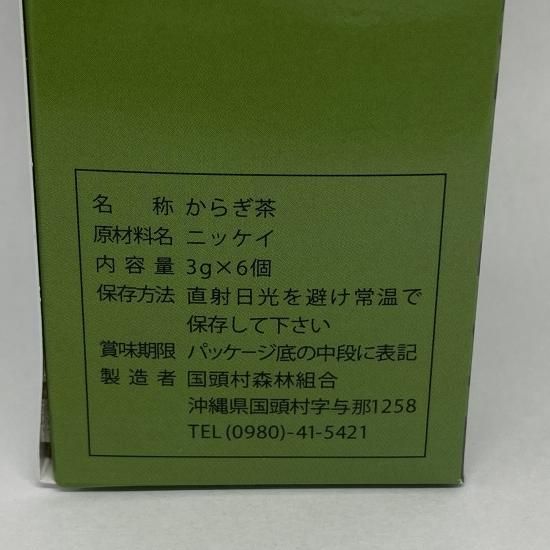 名　　称 からぎ茶
原材料名 ニッケイ
内 容 量 3g×6個
保存方法 直射日光を避け常温で
保存して下さい
賞味期限 パッケージ底の中段に表記
製 造 者 国頭村森林組合
沖縄県国頭村字与那1258
TEL(0980)-41-5421